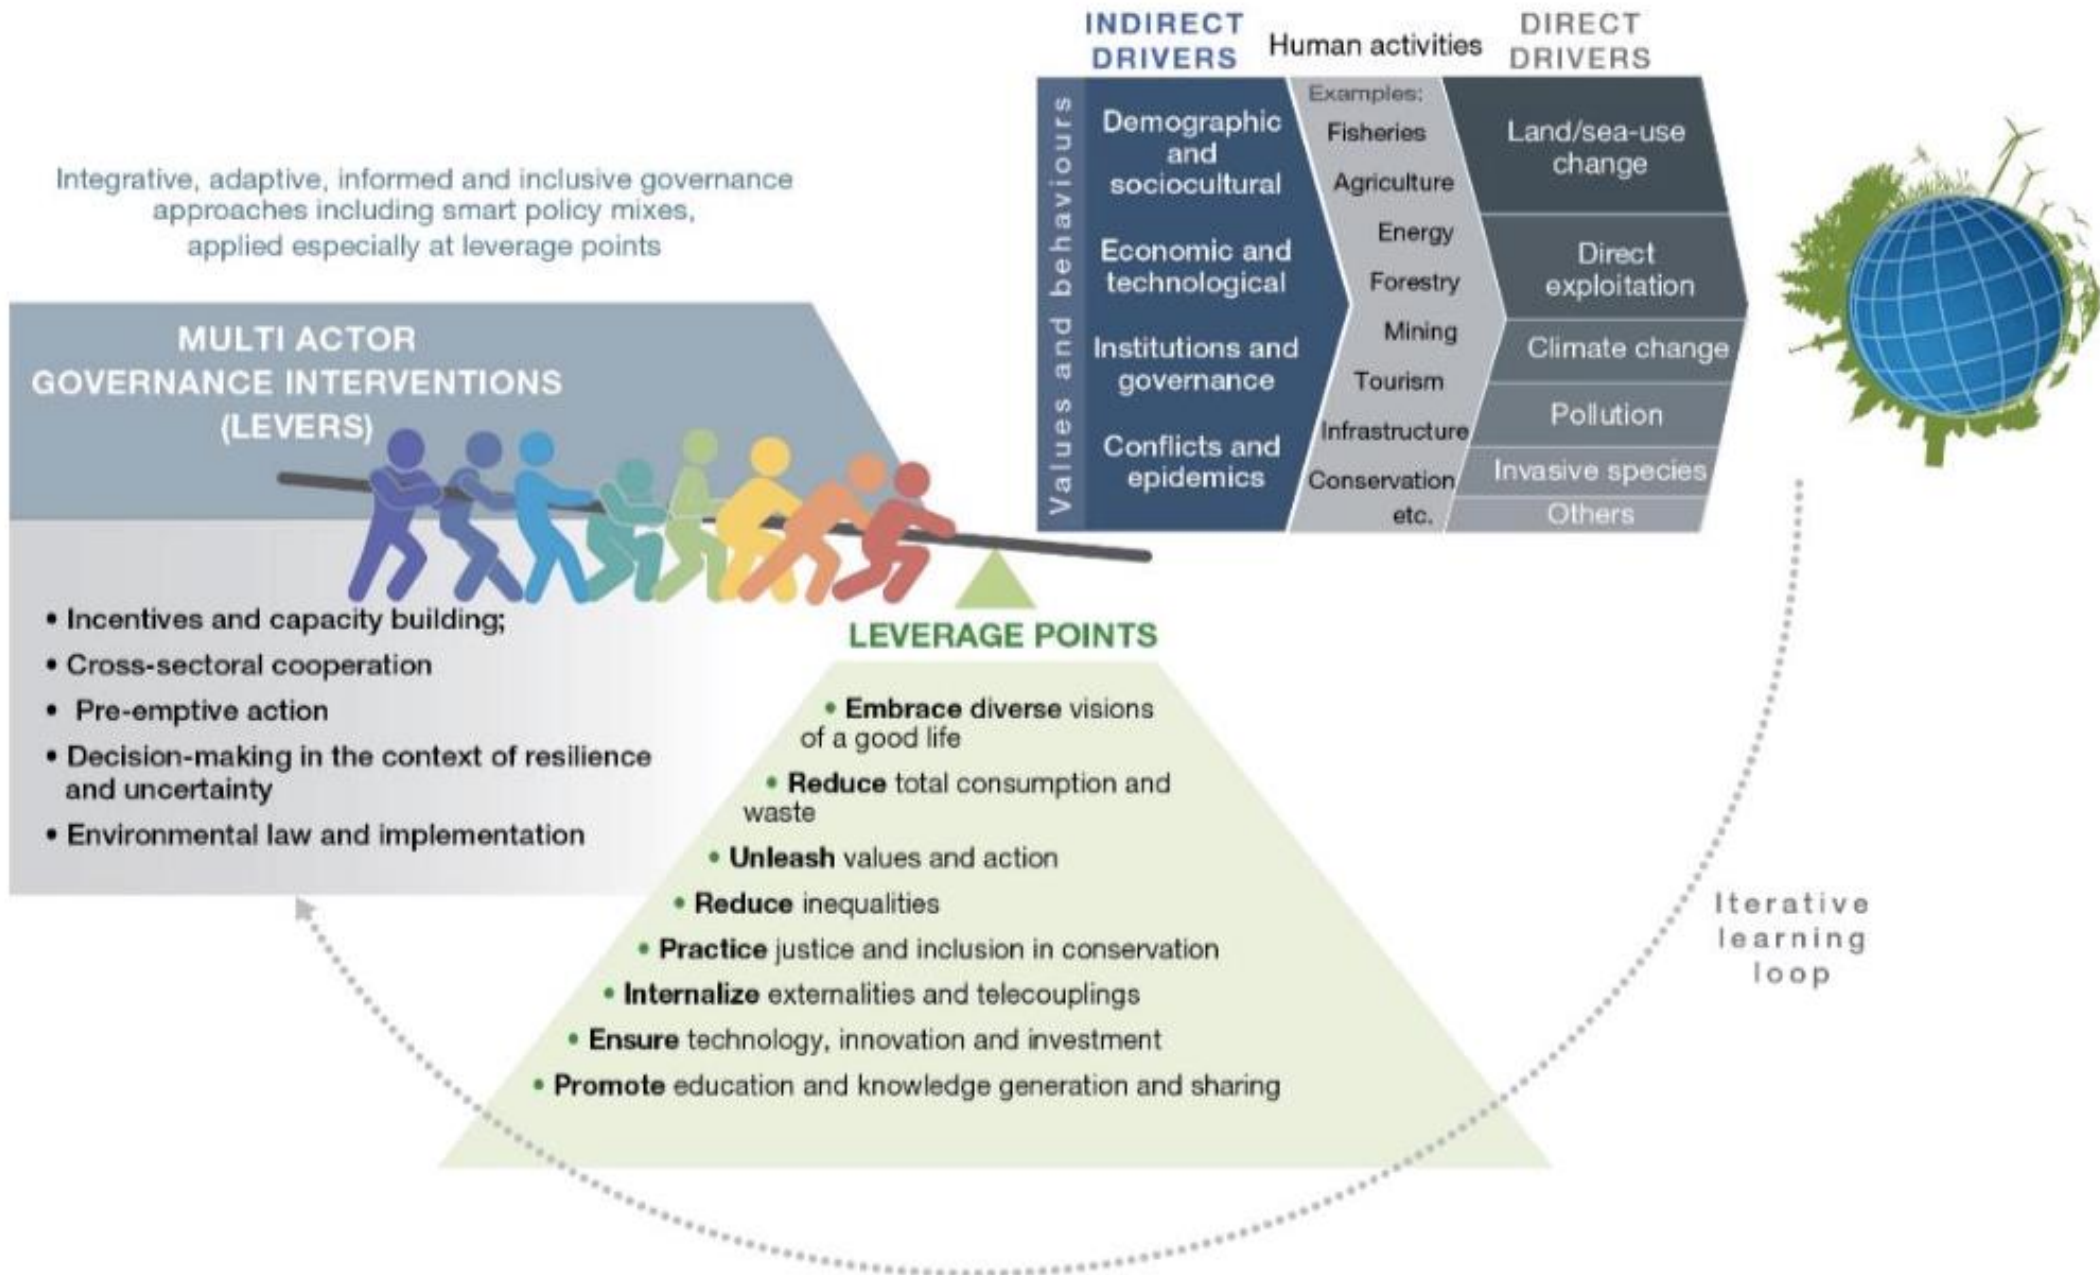 Integrative, adaptive, informed and inclusive governance
approaches including smart policy mixes,
applied especially at leverage points
MULTI ACTOR
GOVERNANCE INTERVENTIONS
(LEVERS)
• Incentives and capacity building;
• Cross-sectoral cooperation
• Pre-emptive action
• Decision-making in the context of resilience
and uncertainty
• Environmental law and implementation
LEVERAGE POINTS
• Embrace diverse visions
of a good life
• Reduce total consumption and
waste
• Unleash values and action
• Reduce inequalities
• Practice justice and inclusion in conservation
• Internalize externalities and telecouplings
• Ensure technology, innovation and investment
• Promote education and knowledge generation and sharing
INDIRECT
DRIVERS
Values and behaviours
Demographic
and
sociocultural
Economic and
technological
Institutions and
governance
Conflicts and
epidemics
Human activities
Examples:
Fisheries
Agriculture
Energy
Forestry
Mining
Tourism
Infrastructure
Conservation
etc.
DIRECT
DRIVERS
Land/sea-use
change
Direct
exploitation
Climate change
Pollution
Invasive species
Others
Iterative
learning
loop